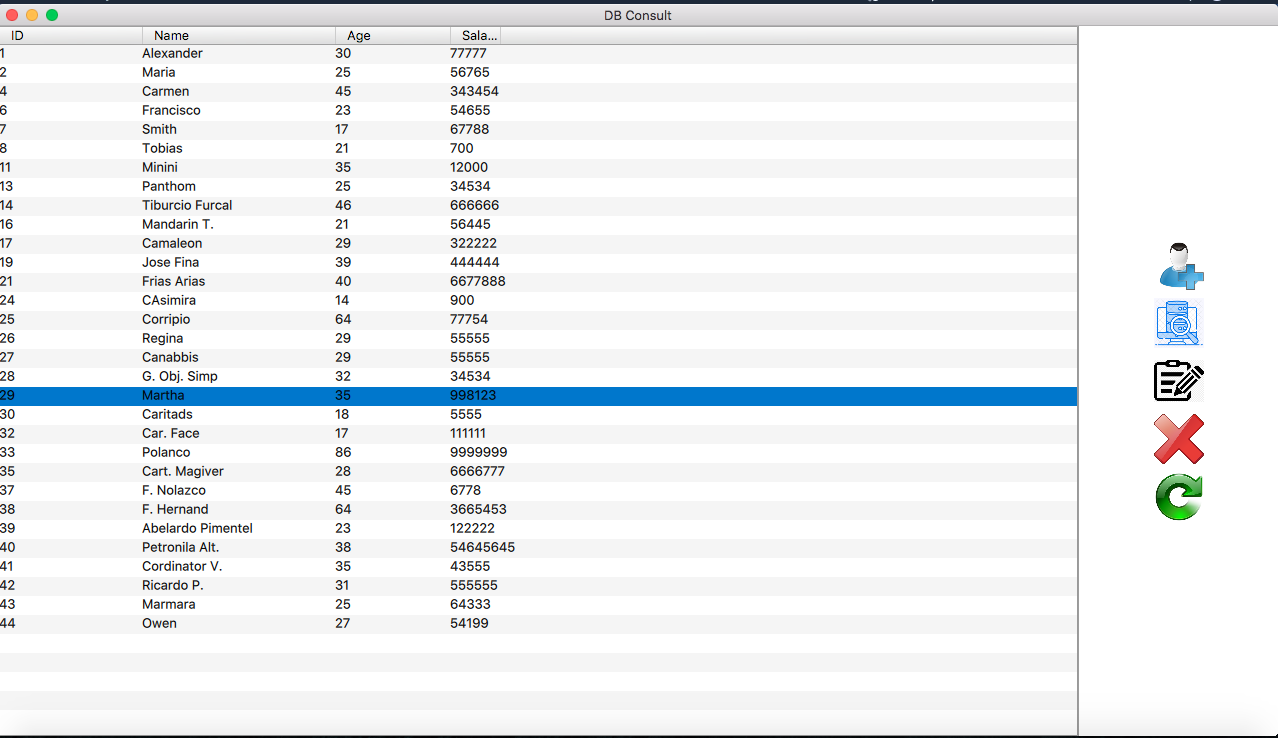 DB Consult
ID Name Age Sala...
1 Alexander 30 77777
2 Maria 25 56765
4 Carmen 45 343454
6 Francisco 23 54655
7 Smith 17 67788
8 Tobias 21 700
11 Minini 35 12000
13 Panthom 25 34534
14 Tiburcio Furcal 46 666666
16 Mandarin T. 21 56445
17 Camaleon 29 322222
19 Jose Fina 39 444444
21 Frias Arias 40 6677888
24 CAsimira 14 900
25 Corripio 64 77754
26 Regina 29 55555
27 Canabbis 29 55555
28 G. Obj. Simp 32 34534
29 Martha 35 998123
30 Caritads 18 5555
32 Car. Face 17 111111
33 Polanco 86 9999999
35 Cart. Magiver 28 6666777
37 F. Nolazco 45 6778
38 F. Hernand 64 3665453
39 Abelardo Pimentel 23 122222
40 Petronila Alt. 38 54645645
41 Cordinator V. 35 43555
42 Ricardo P. 31 555555
43 Marmara 25 64333
44 Owen 27 54199